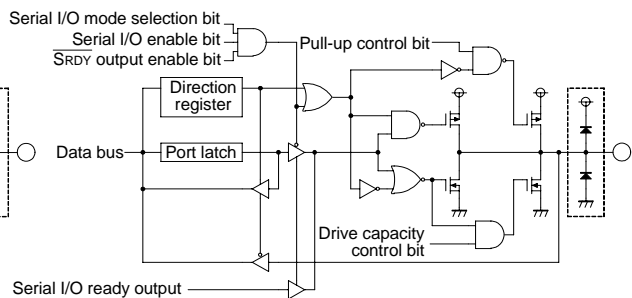 Serial I/O mode selection bit
Serial I/O enable bit
SRDY output enable bit
Pull-up control bit
Direction
register
Data bus
Port latch
Drive capacity
control bit
Serial I/O ready output